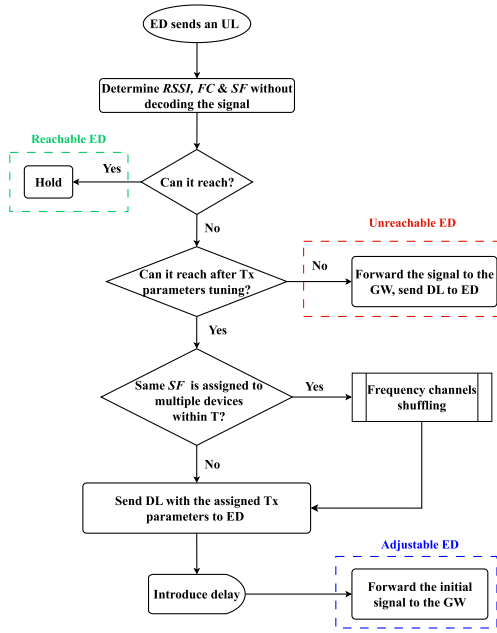 ED sends an UL
Determine RSSI, FC & SF without
decoding the signal
Reachable ED
Hold
Yes
Can it reach?
No
Unreachable ED
Can it reach after Tx
parameters tuning?
No
Forward the signal to the
GW, send DL to ED
Yes
Same SF is assigned to
multiple devices
within T?
Yes
Frequency channels
shuffling
No
Send DL with the assigned Tx
parameters to ED
Adjustable ED
Introduce delay
Forward the initial
signal to the GW